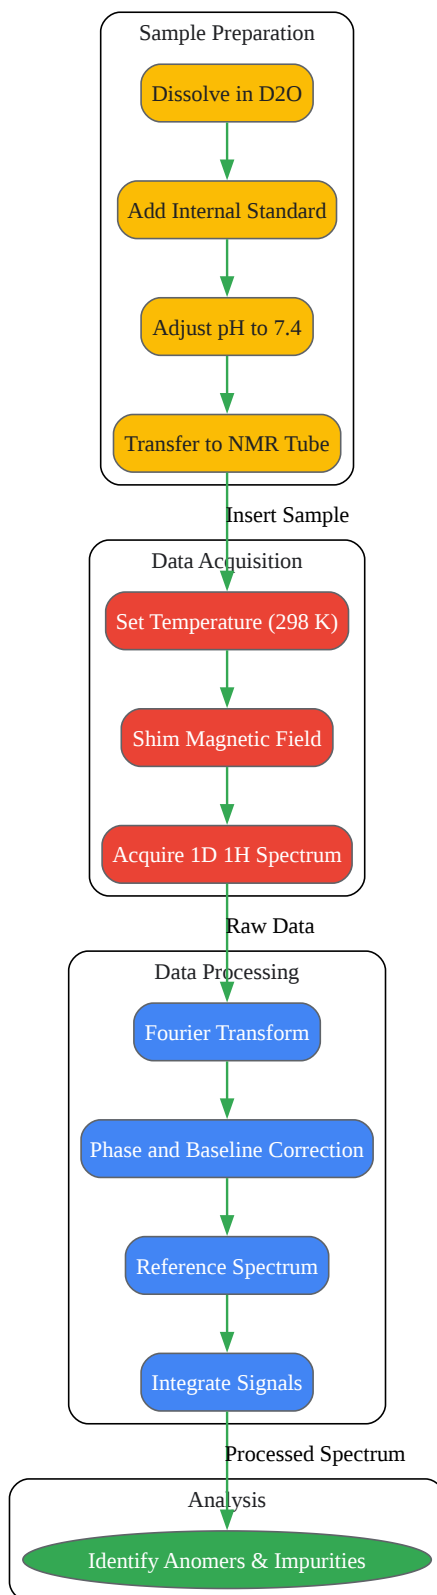 Sample Preparation
Dissolve in D2O
Add Internal Standard
Adjust pH to 7.4
Transfer to NMR Tube
Insert Sample
Data Acquisition
Set Temperature (298 K)
Shim Magnetic Field
Acquire 1D 1H Spectrum
Raw Data
Data Processing
Fourier Transform
Phase and Baseline Correction
Reference Spectrum
Integrate Signals
Processed Spectrum
Analysis
Identify Anomers & Impurities